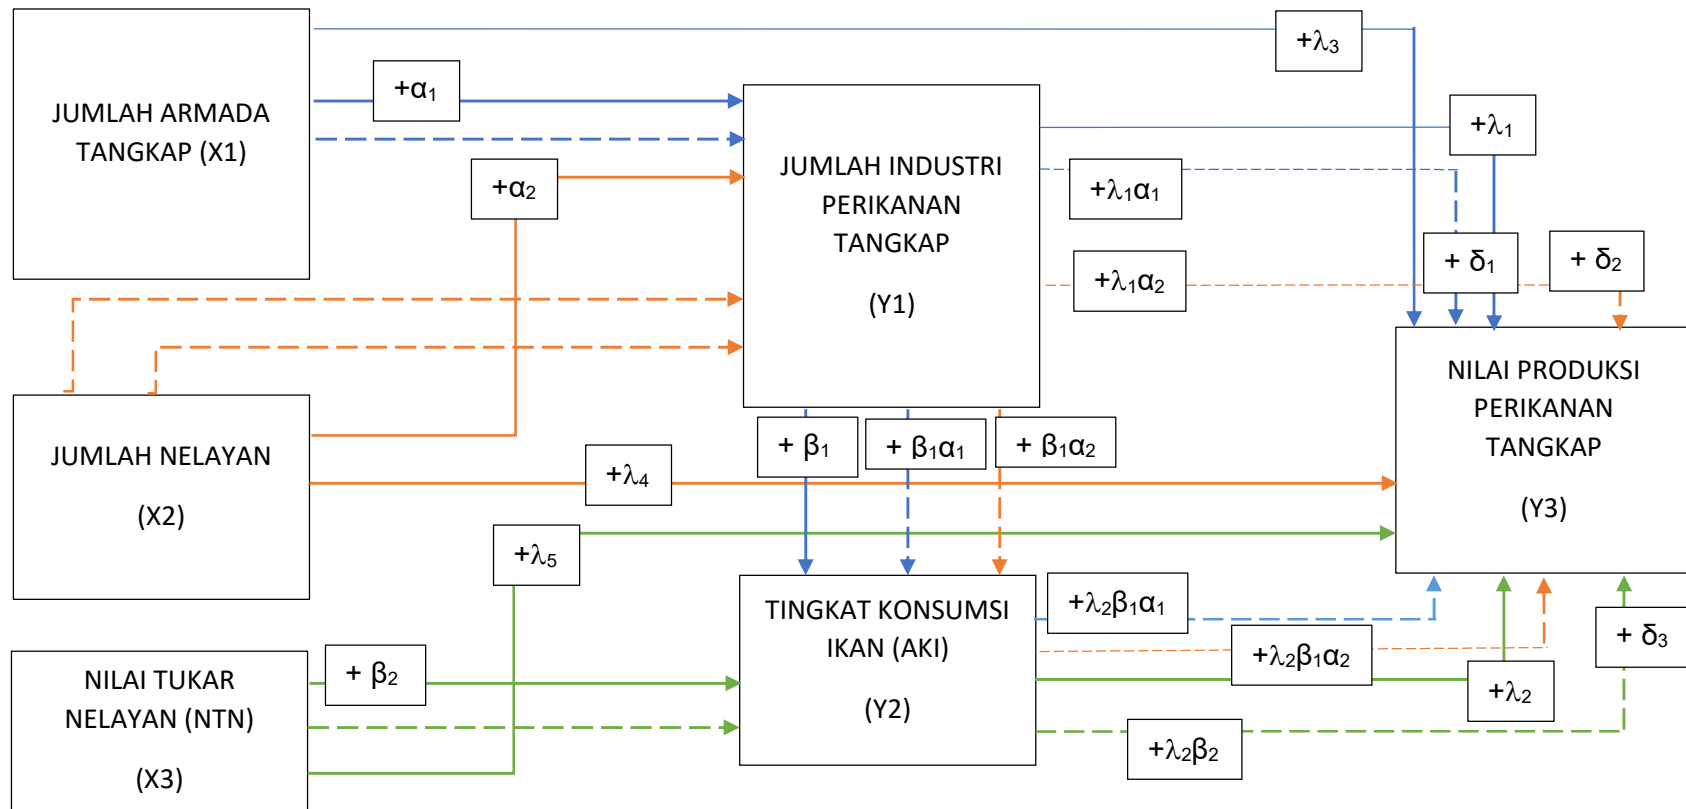 JUMLAH ARMADA
TANGKAP (X1)
+α1
+λ3
+λ1
+α2
JUMLAH INDUSTRI
PERIKANAN
TANGKAP
(Y1)
+λ1α1
+λ1α2
+ δ1
+ δ2
JUMLAH NELAYAN
(X2)
+ β1
+ β1α1
+ β1α2
+λ4
+λ5
NILAI PRODUKSI
PERIKANAN
TANGKAP
(Y3)
NILAI TUKAR
NELAYAN (NTN)
(X3)
+ β2
TINGKAT KONSUMSI
IKAN (AKI)
(Y2)
+λ2β1α1
+λ2β1α2
+λ2
+λ2β2
+ δ3